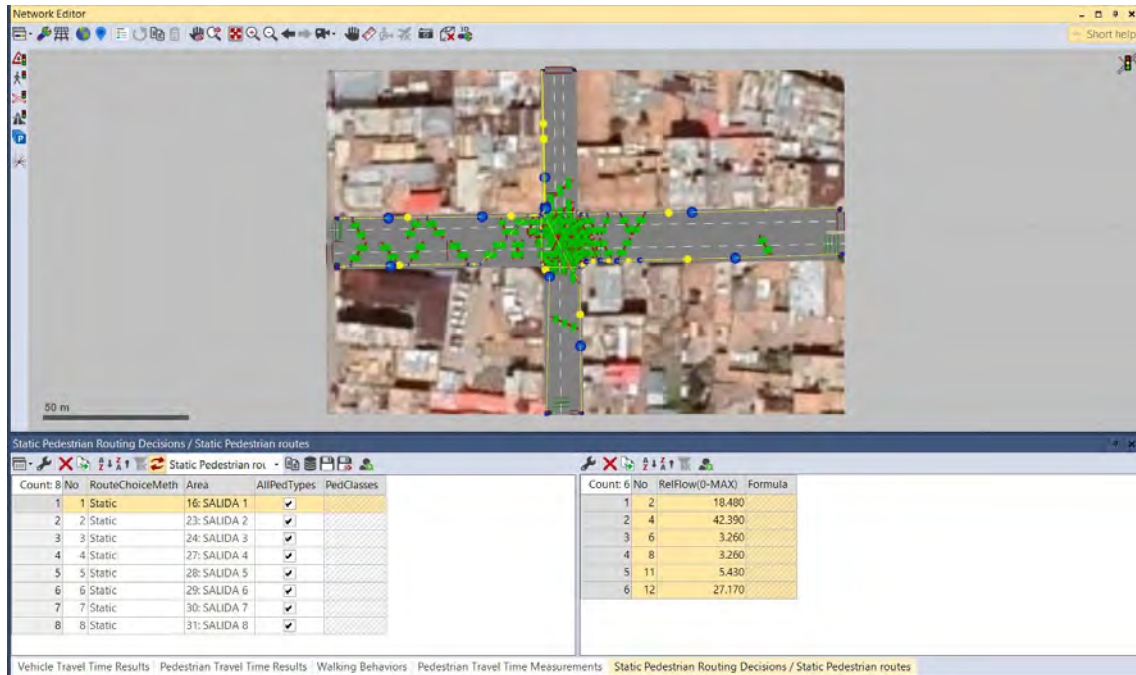 Network Editor
Short help
50 m
Static Pedestrian Routing Decisions / Static Pedestrian routes
Static Pedestrian rou
Count: 8 No RouteChoiceMeth Area AllPedTypes PedClasses
1 1 Static 16: SALIDA 1
2 2 Static 23: SALIDA 2
3 3 Static 24: SALIDA 3
4 4 Static 27: SALIDA 4
5 5 Static 28: SALIDA 5
6 6 Static 29: SALIDA 6
7 7 Static 30: SALIDA 7
8 8 Static 31: SALIDA 8
Count: 6 No RelFlow(0-MAX) Formula
1 2 18.480
2 4 42.390
3 6 3.260
4 8 3.260
5 11 5.430
6 12 27.170
Vehicle Travel Time Results Pedestrian Travel Time Results Walking Behaviors Pedestrian Travel Time Measurements Static Pedestrian Routing Decisions / Static Pedestrian routes